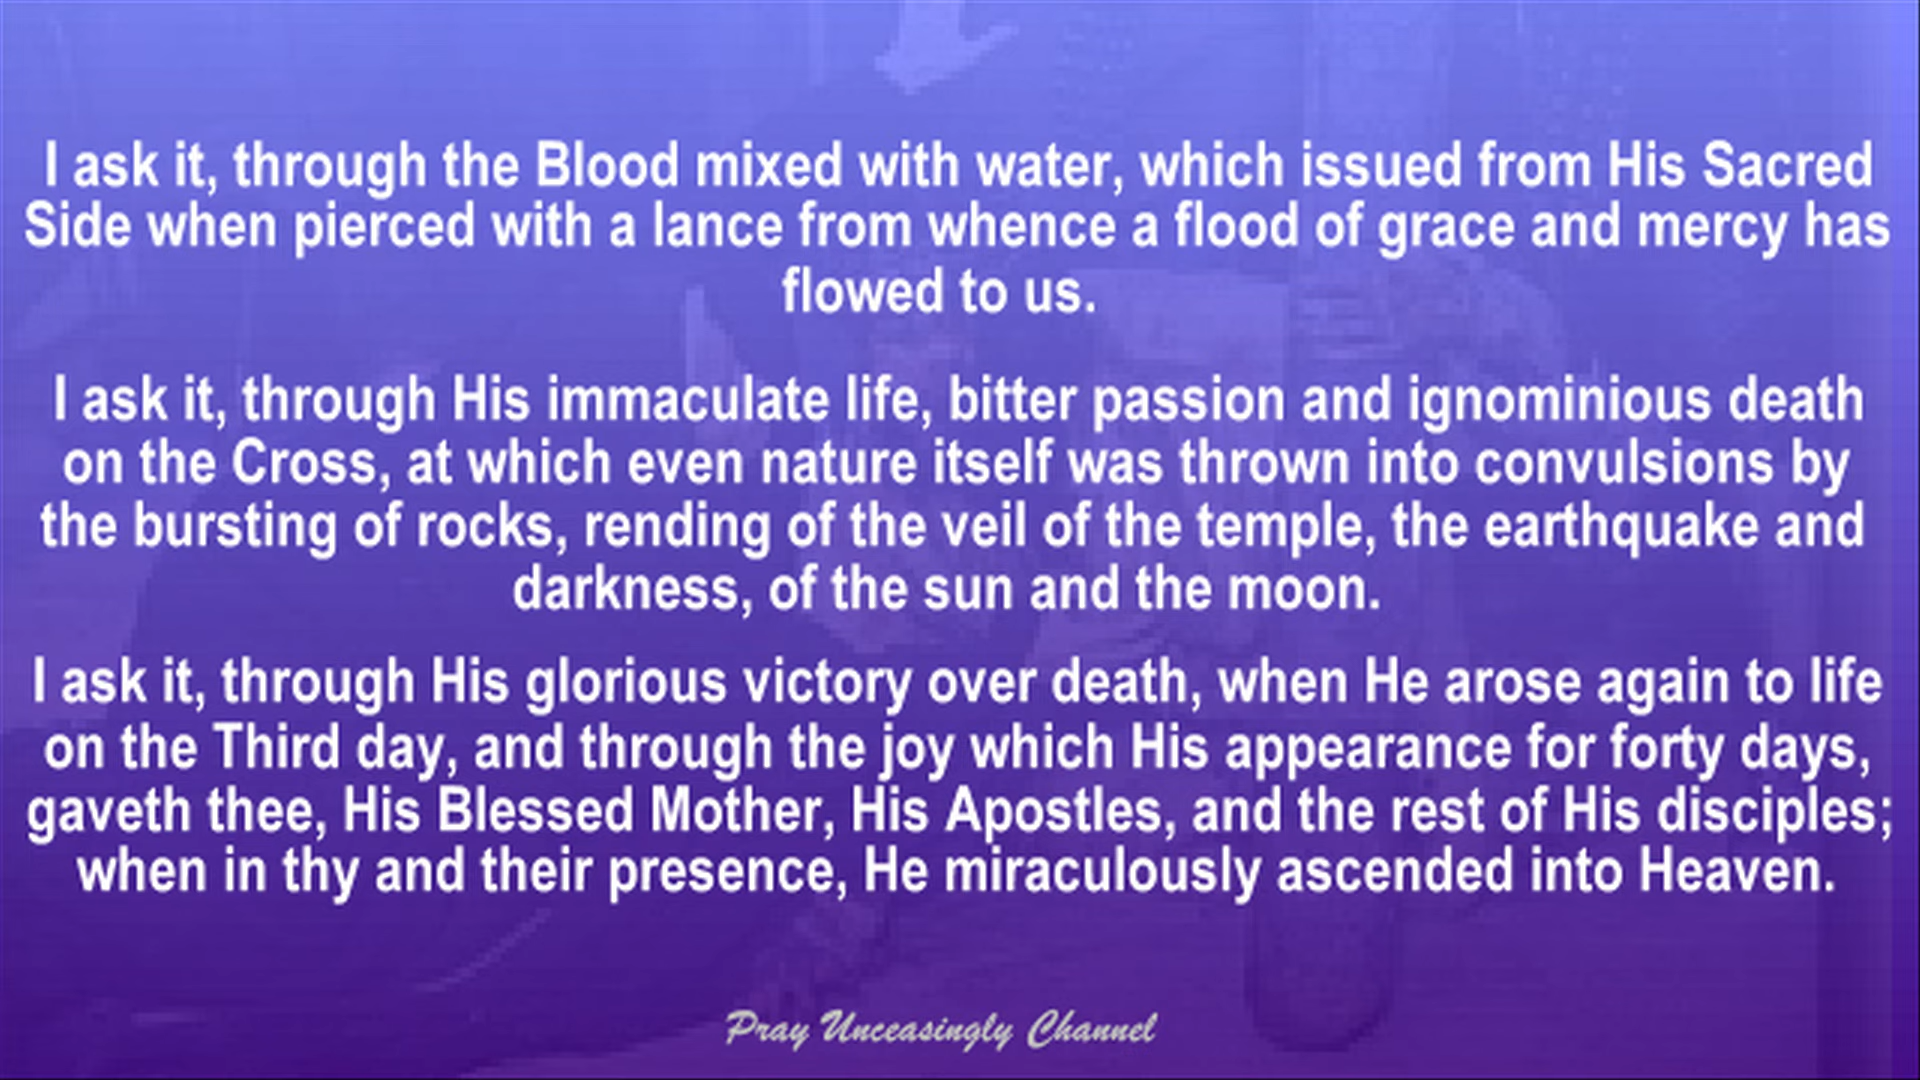 I ask it, through the Blood mixed with water, which issued from His Sacred
Side when pierced with a lance from whence a flood of grace and mercy has
flowed to us.
I ask it, through His immaculate life, bitter passion and ignominious death
on the Cross, at which even nature itself was thrown into convulsions by
the bursting of rocks, rending of the veil of the temple, the earthquake and
darkness, of the sun and the moon.
I ask it, through His glorious victory over death, when He arose again to life
on the Third day, and through the joy which His appearance for forty days,
gaveth thee, His Blessed Mother, His Apostles, and the rest of His disciples;
when in thy and their presence, He miraculously ascended into Heaven.
Pray Unceasingly Channel